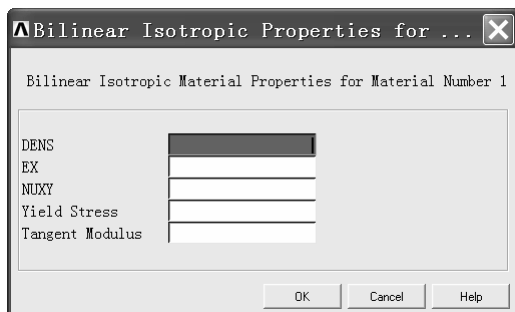 Bilinear Isotropic Properties for ...
Bilinear Isotropic Material Properties for Material Number 1
DENS
EX
NUXY
Yield Stress
Tangent Modulus
OK Cancel Help